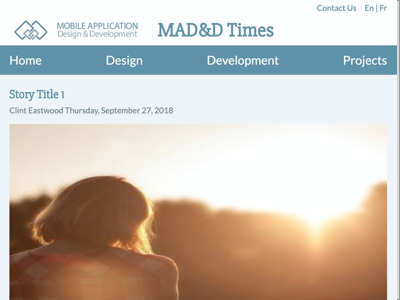 Contact Us En | Fr
MOBILE APPLICATION
Design & Development
MAD&D Times
Home Design Development Projects
Story Title 1
Clint Eastwood Thursday, September 27, 2018